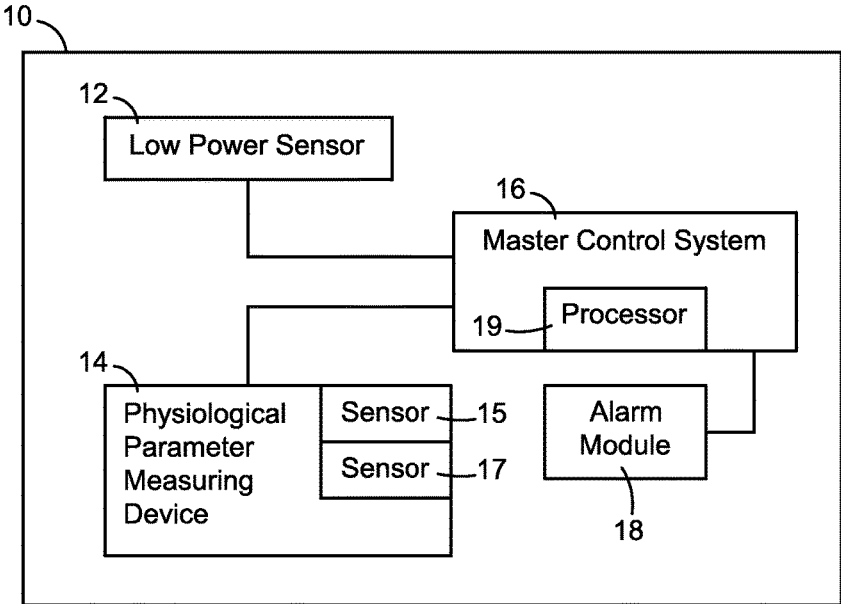 10
12
Low Power Sensor
16
Master Control System
19
Processor
14
Physiological
Parameter
Measuring
Device
Sensor
15
Sensor
17
Alarm
Module
18